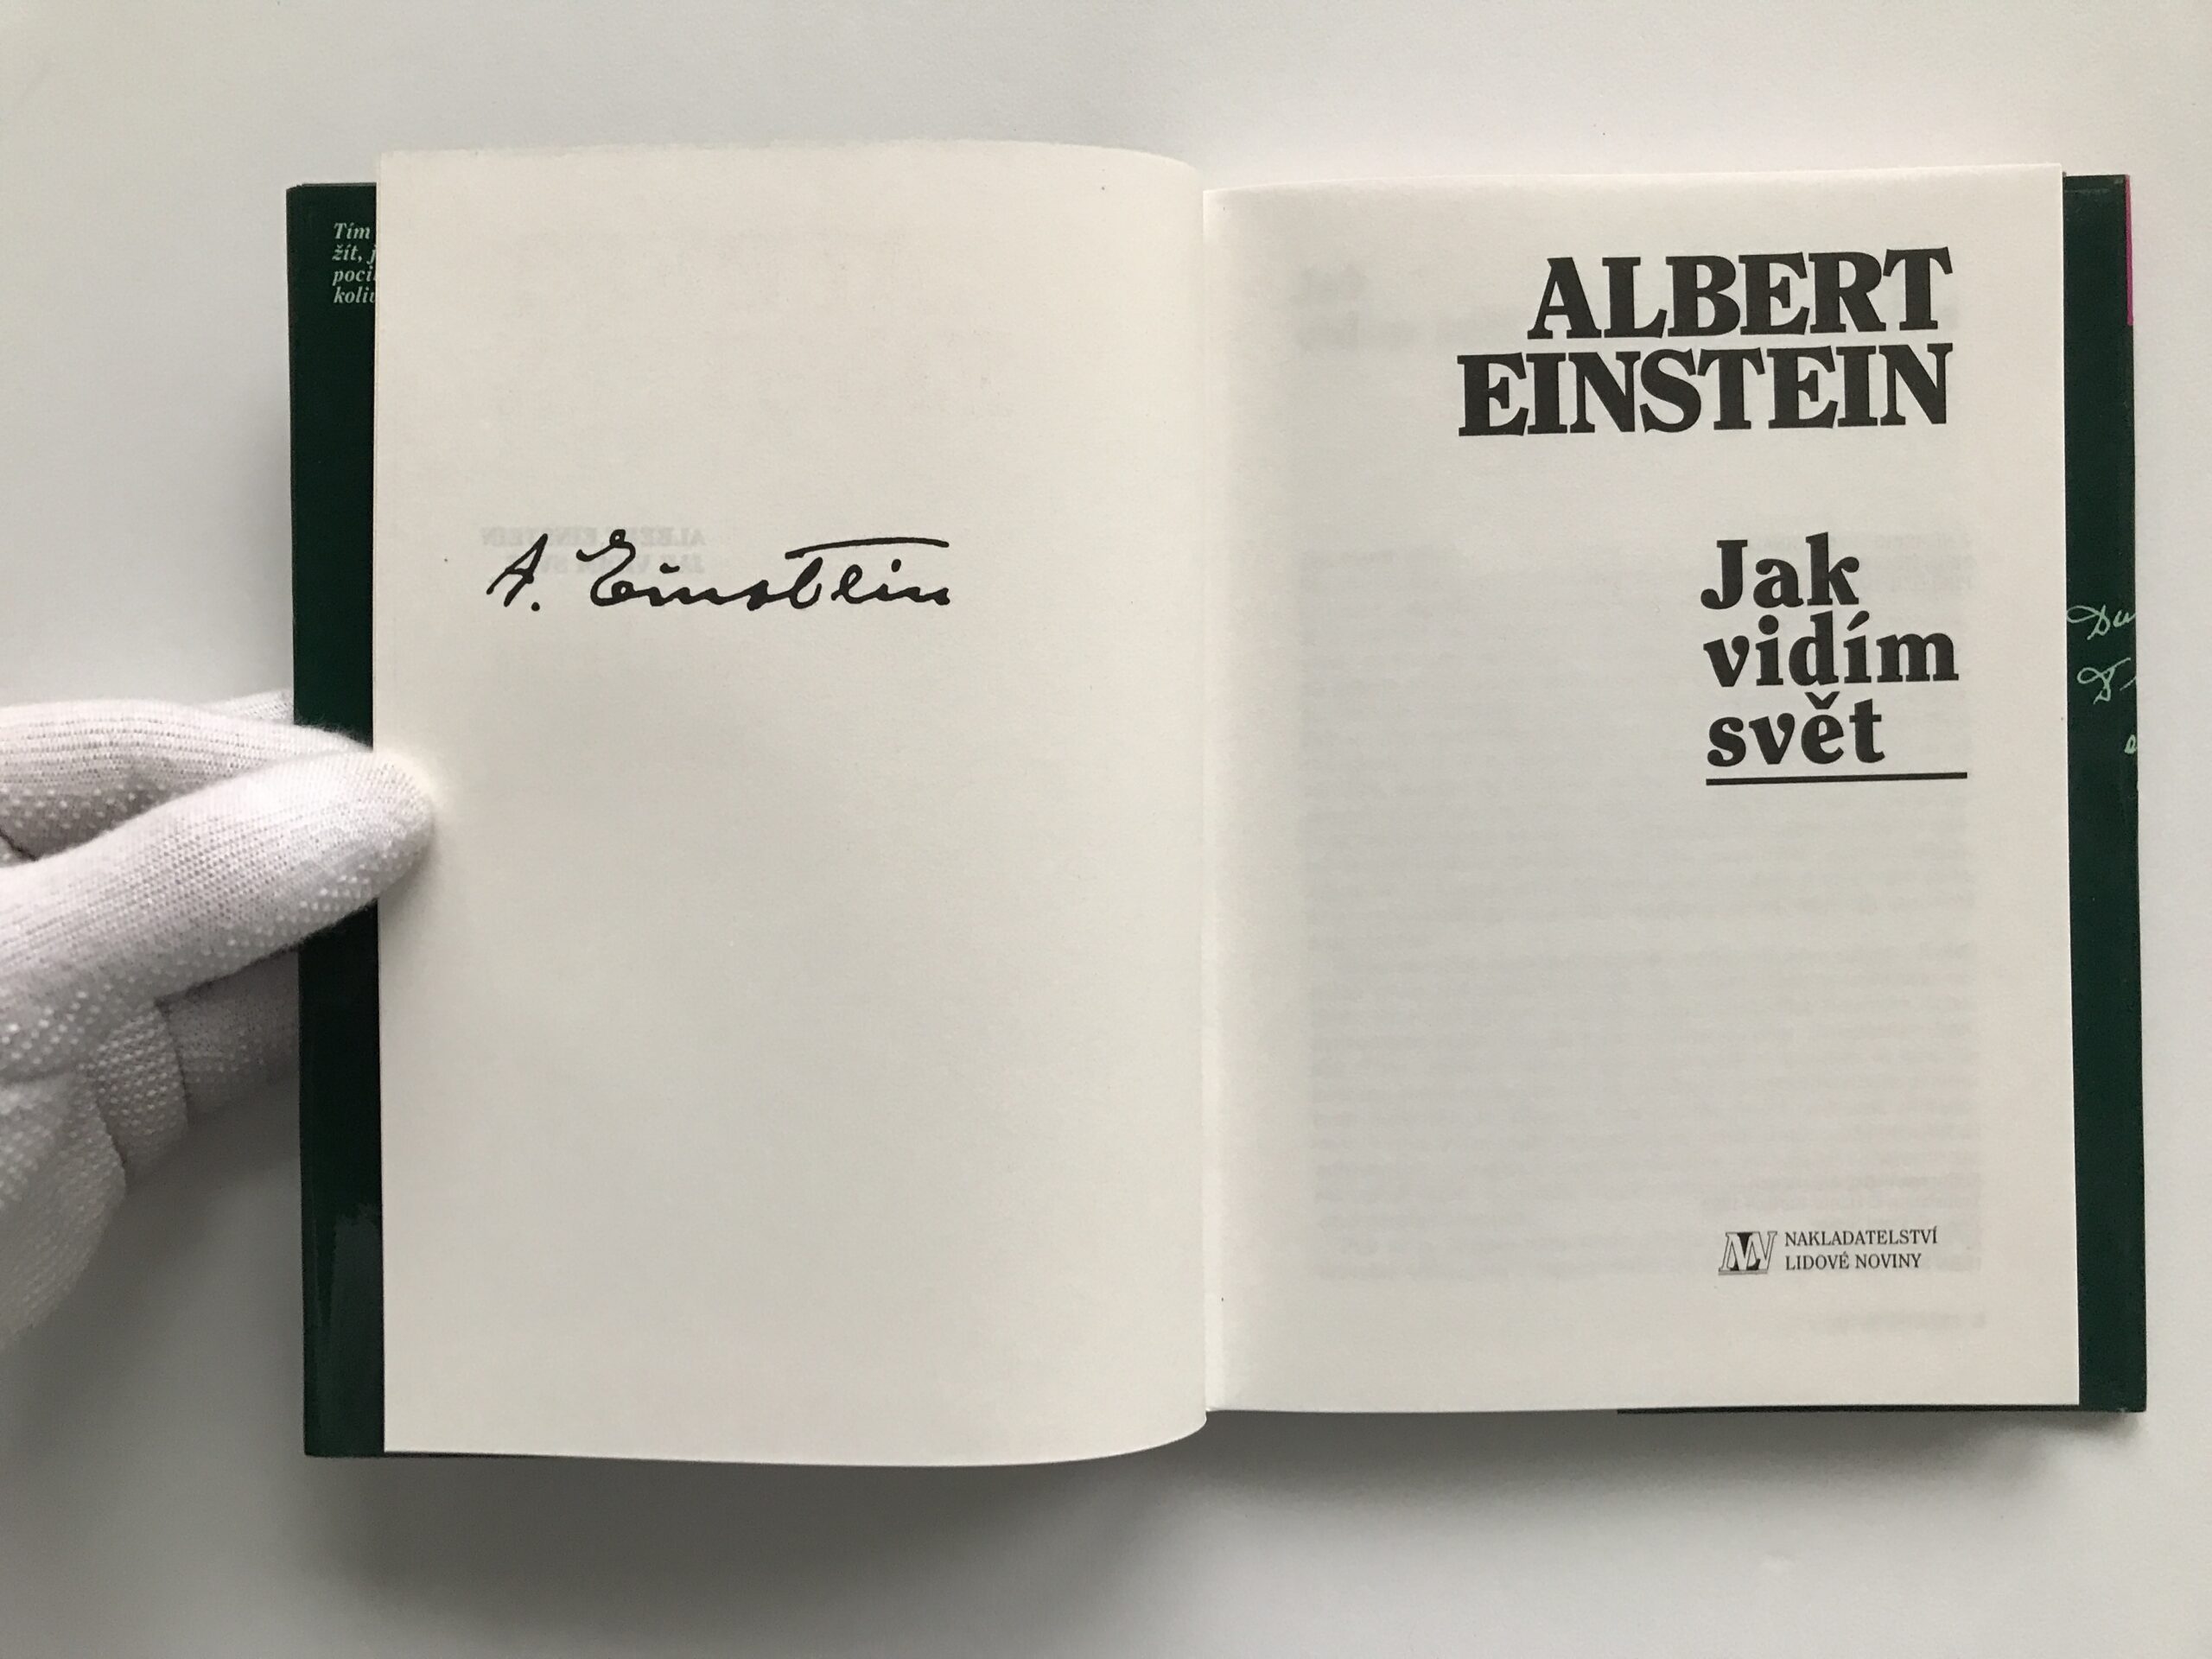 Tím
žít, j
A. Einstein
ALBERT
EINSTEIN
Jak
vidím
svět
NAKLADATELSTVÍ
LIDOVÉ NOVINY